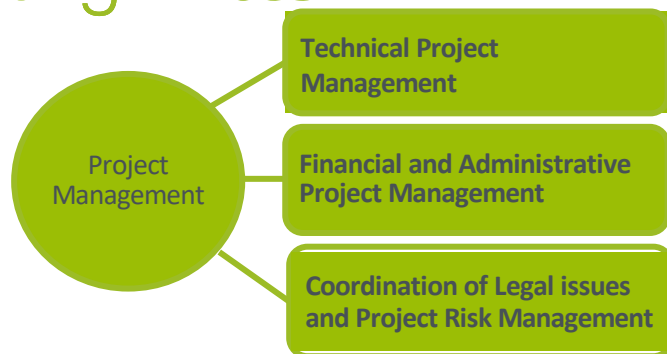 Technical Project
Management
Project
Management
Financial and Administrative
Project Management
Coordination of Legal issues
and Project Risk Management